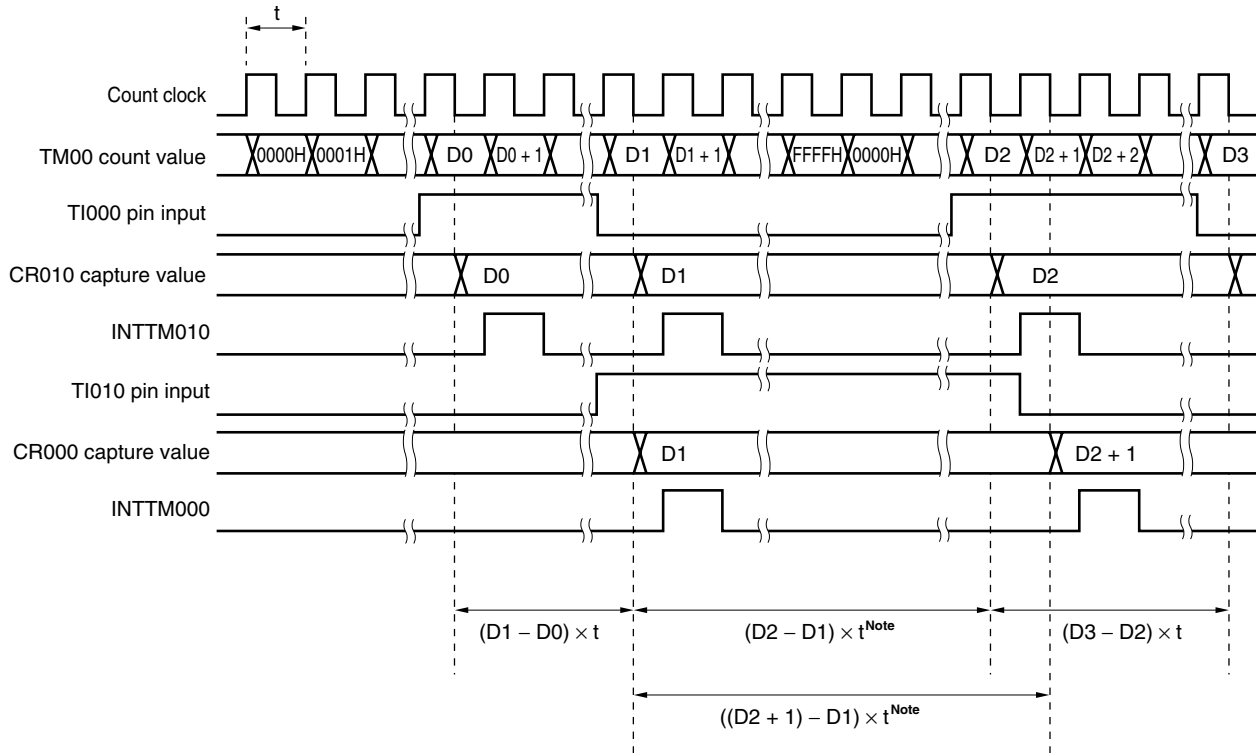 t
Count clock
TM00 count value 0000H 0001H D0 D0 + 1 D1 D1 + 1 FFFFH 0000H D2 D2 + 1 D2 + 2 D3
TI000 pin input
CR010 capture value D0 D1 D2
INTTM010
TI010 pin input
CR000 capture value D1 D2 + 1
INTTM000
(D1 − D0) × t (D2 − D1) × tNote (D3 − D2) × t
((D2 + 1) − D1) × tNote